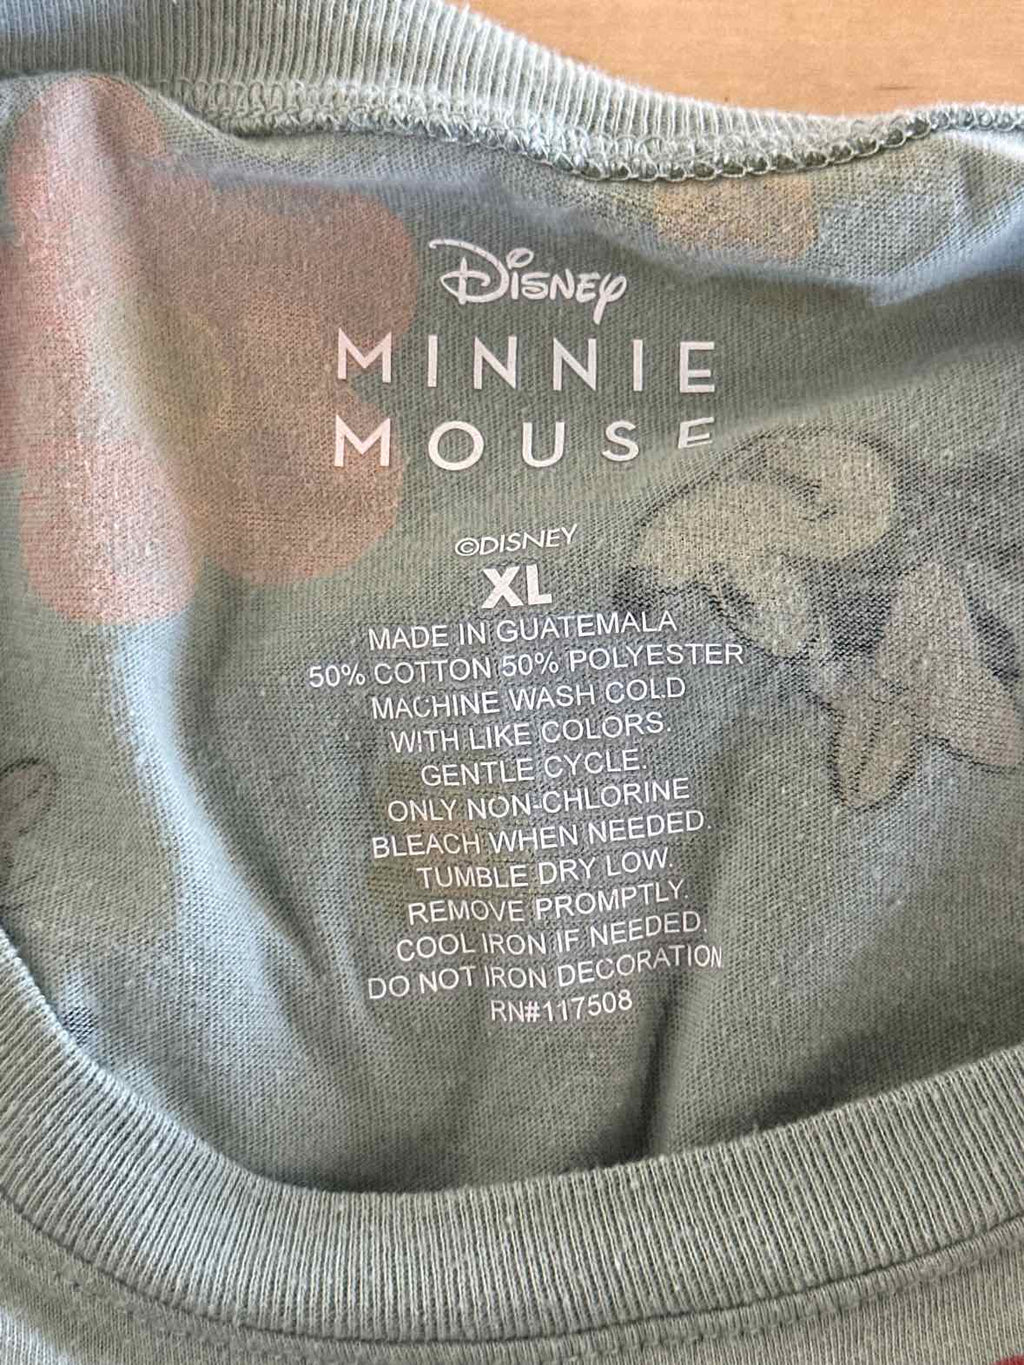 Disney
MINNIE
MOUSE
©DISNEY
XL
MADE IN GUATEMALA
50% COTTON 50% POLYESTER
MACHINE WASH COLD
WITH LIKE COLORS.
GENTLE CYCLE.
ONLY NON-CHLORINE
BLEACH WHEN NEEDED.
TUMBLE DRY LOW.
REMOVE PROMPTLY.
COOL IRON IF NEEDED.
DO NOT IRON DECORATION
RN#117508